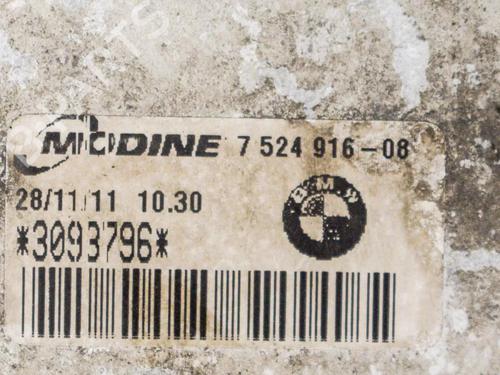 MODINE 7 524 916-08
28/11/11 10.30
BMW
*3093796*